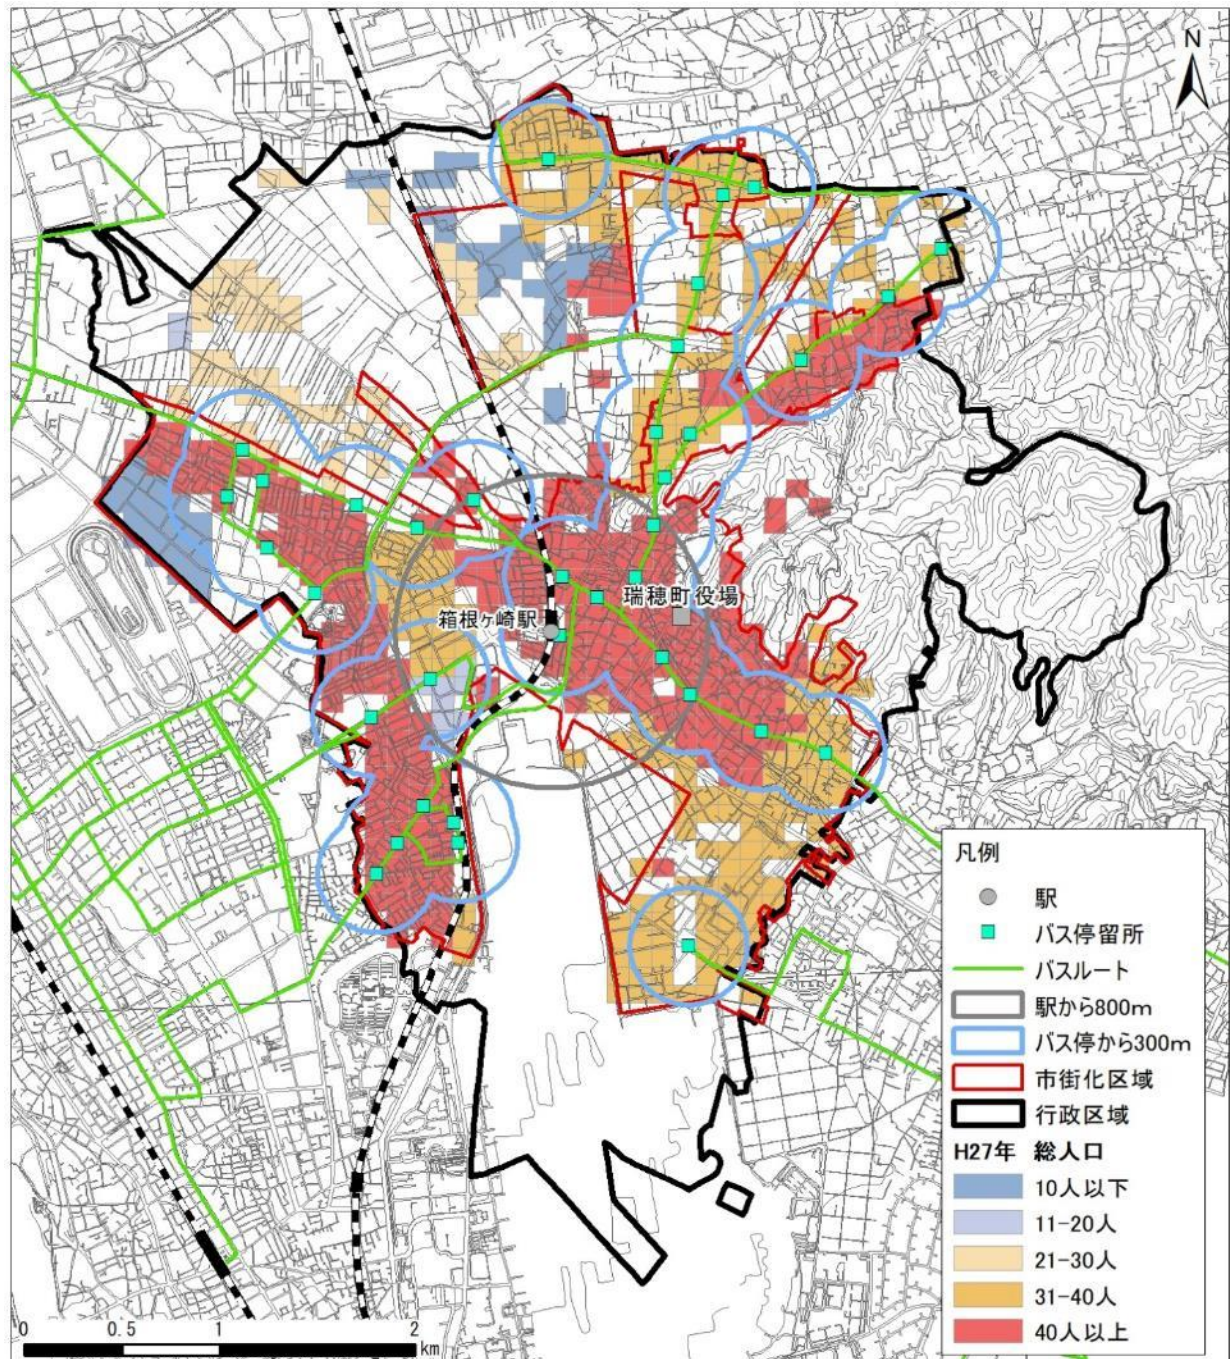 N
瑞穂町役場
箱根ヶ崎駅
凡例
駅
バス停留所
バスルート
駅から800m
バス停から300m
市街化区域
行政区域
H27年 総人口
10人以下
11-20人
21-30人
31-40人
40人以上
0 0.5 1 2
km